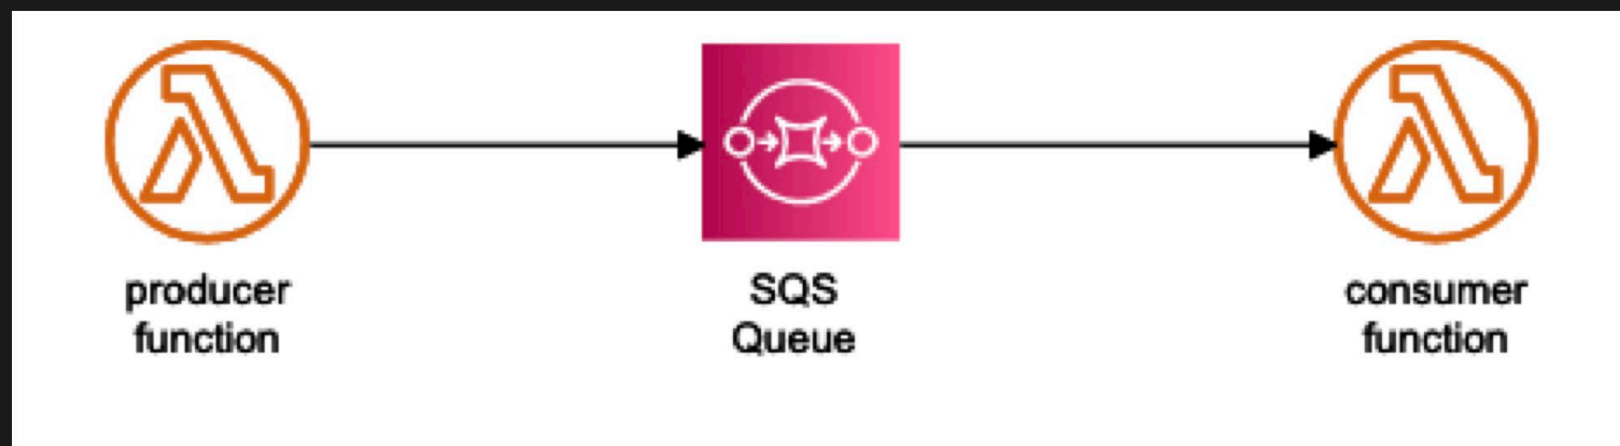 producer
function
SQS
Queue
consumer
function